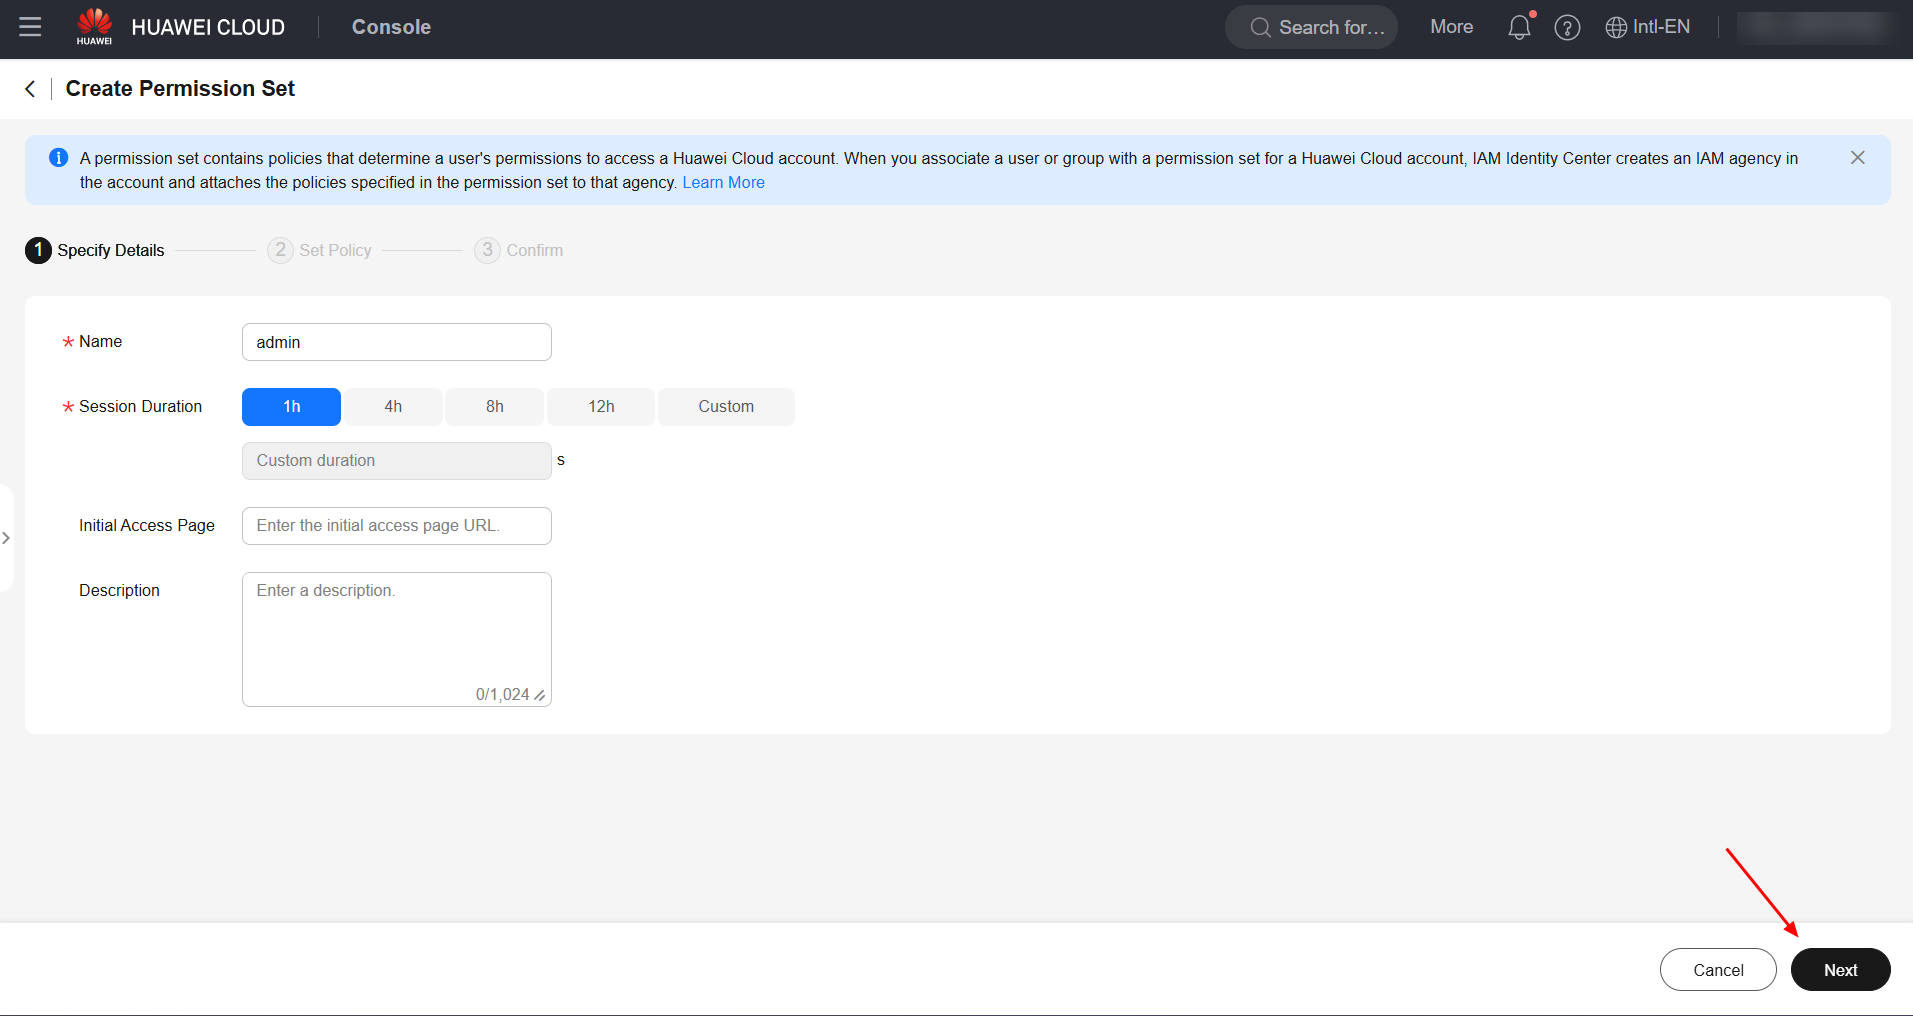 HUAWEI
HUAWEI CLOUD
Console
Search for...
More
Intl-EN
Create Permission Set
A permission set contains policies that determine a user's permissions to access a Huawei Cloud account. When you associate a user or group with a permission set for a Huawei Cloud account, IAM Identity Center creates an IAM agency in
the account and attaches the policies specified in the permission set to that agency. Learn More
1 Specify Details
2 Set Policy
3 Confirm
* Name
admin
* Session Duration
1h
4h
8h
12h
Custom
Custom duration
s
Initial Access Page
Enter the initial access page URL.
Description
Enter a description.
0/1,024
Cancel
Next